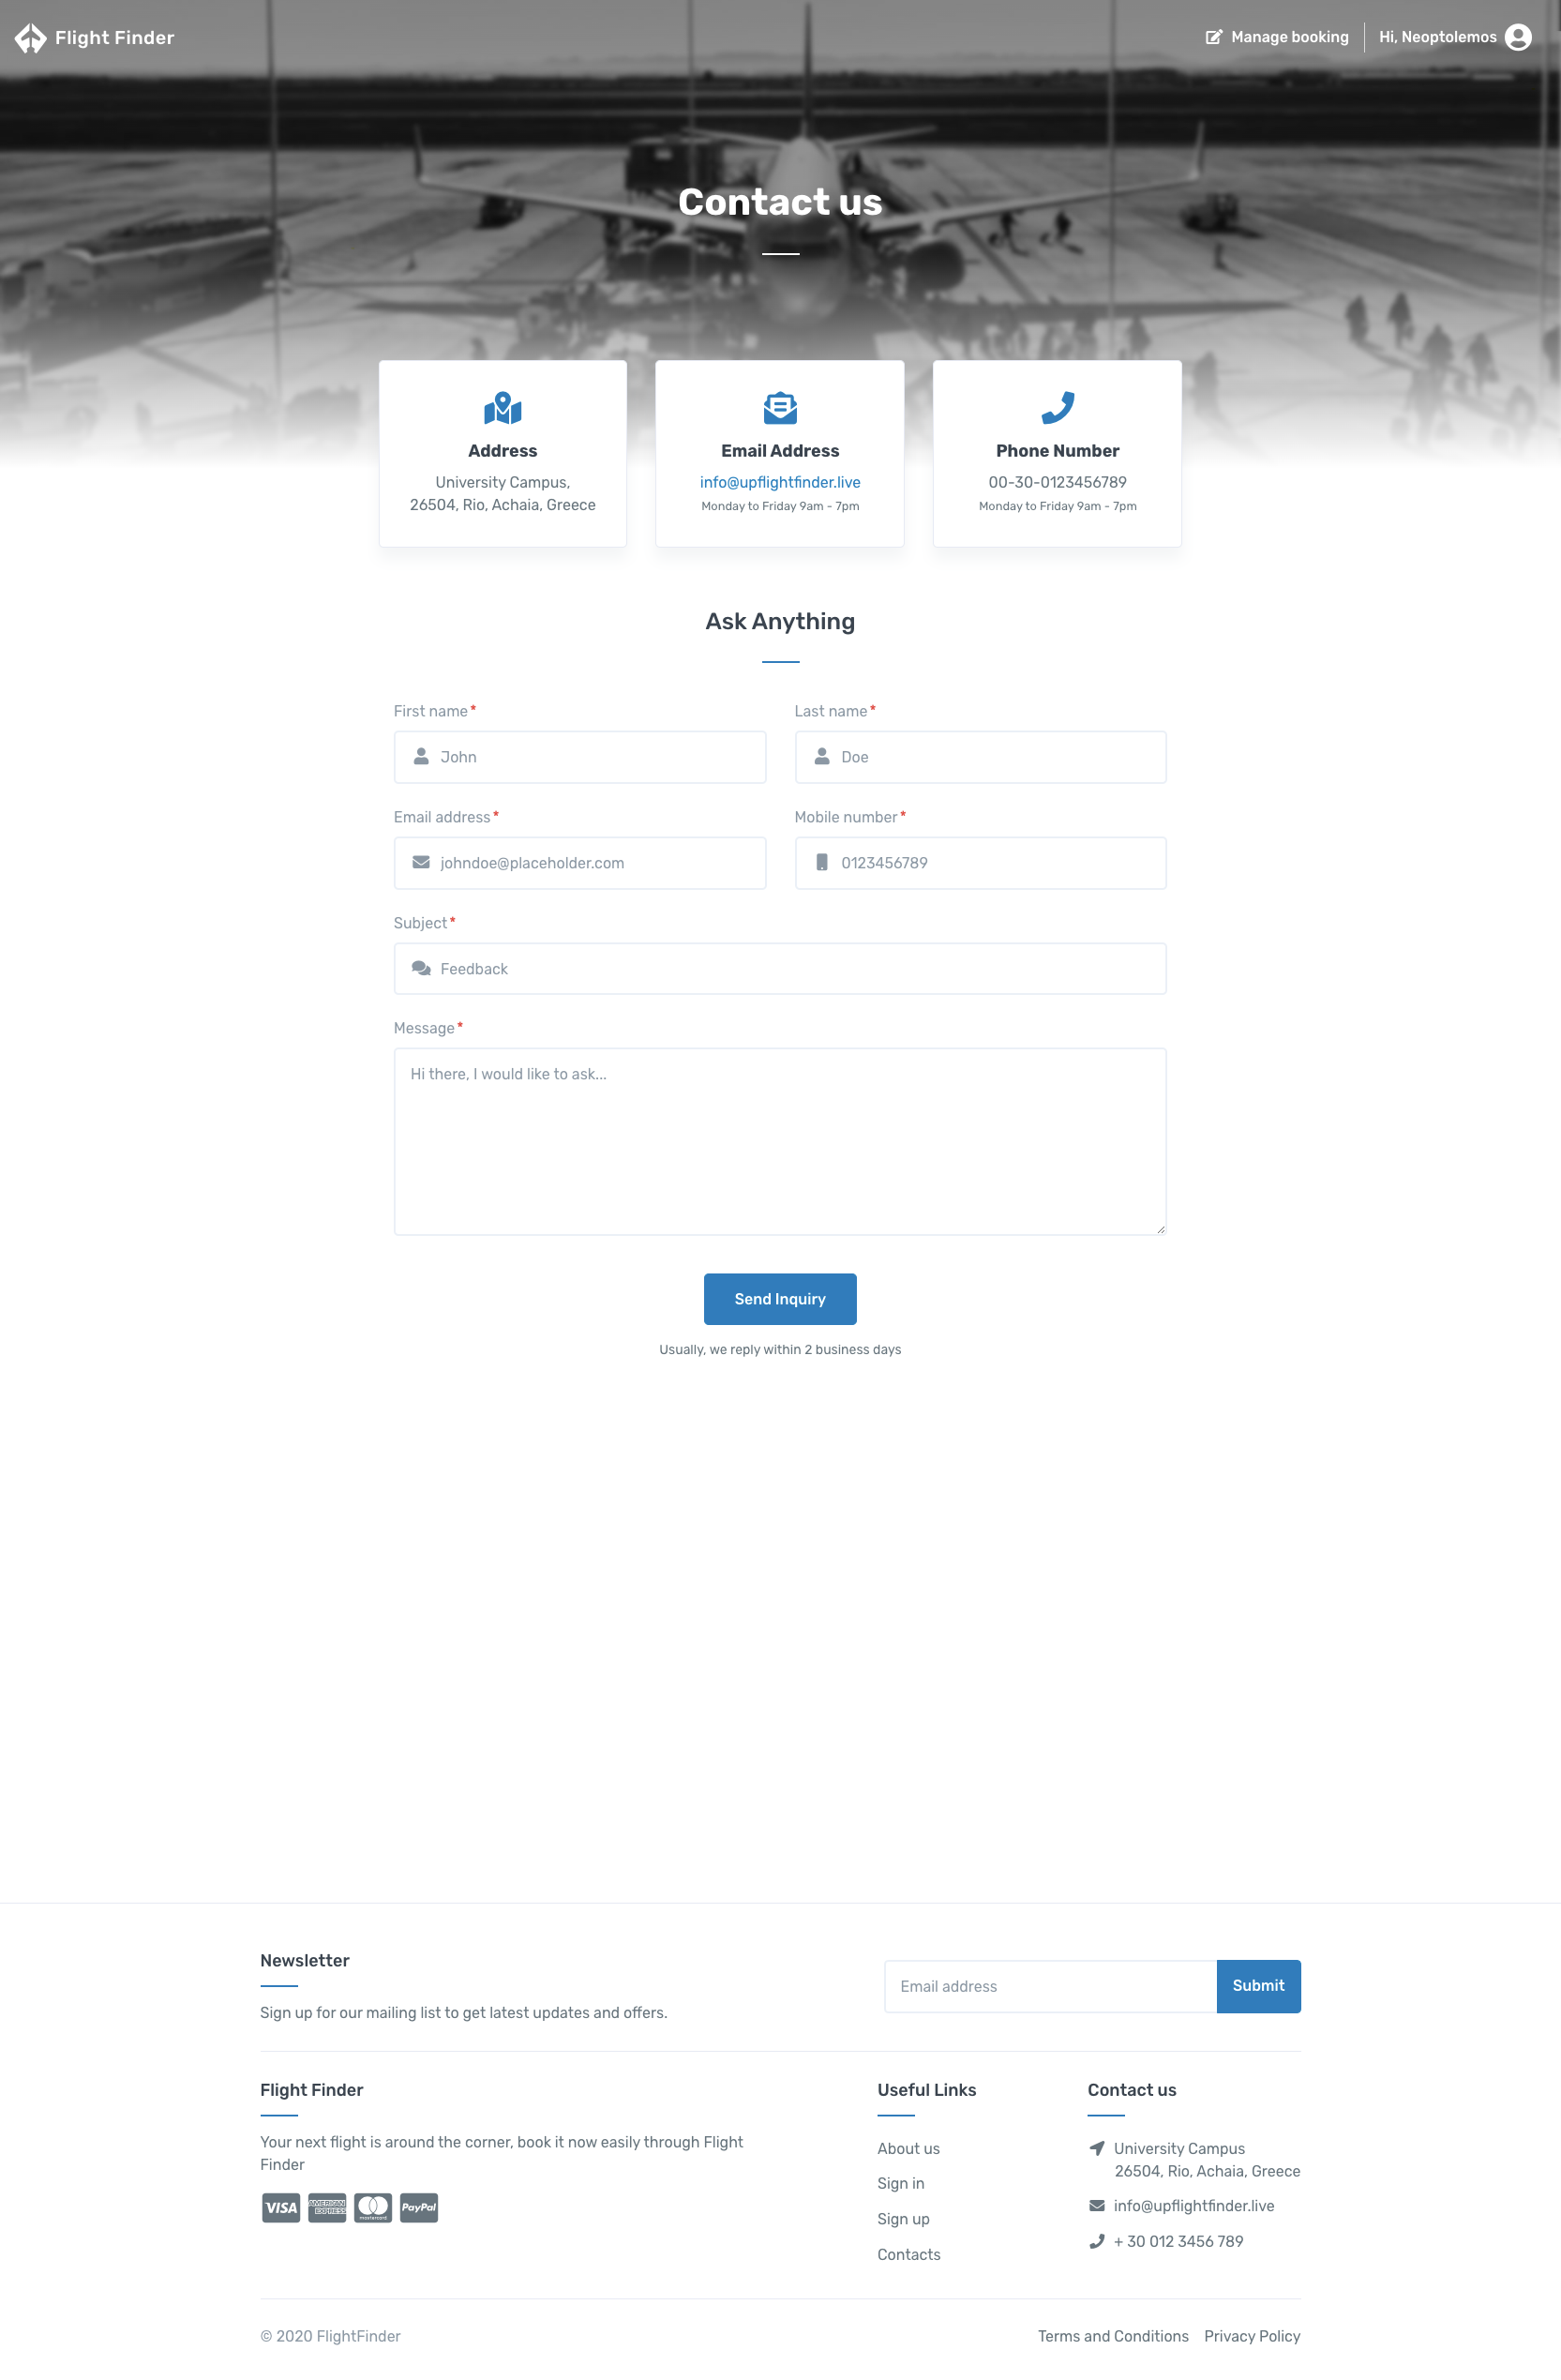 Flight Finder
Manage booking
Hi, Neoptolemos
Contact us
Address
University Campus,
26504, Rio, Achaia, Greece
Email Address
info@upflightfinder.live
Monday to Friday 9am - 7pm
Phone Number
00-30-0123456789
Monday to Friday 9am - 7pm
Ask Anything
First name*
John
Last name*
Doe
Email address*
johndoe@placeholder.com
Mobile number*
0123456789
Subject*
Feedback
Message*
Hi there, I would like to ask...
Send Inquiry
Usually, we reply within 2 business days
Newsletter
Sign up for our mailing list to get latest updates and offers.
Email address
Submit
Flight Finder
Your next flight is around the corner, book it now easily through Flight
Finder
VISA
AMERICAN
EXPRESS
mastercard
PayPal
Useful Links
About us
Sign in
Sign up
Contacts
Contact us
University Campus
26504, Rio, Achaia, Greece
info@upflightfinder.live
+ 30 012 3456 789
© 2020 FlightFinder
Terms and Conditions
Privacy Policy